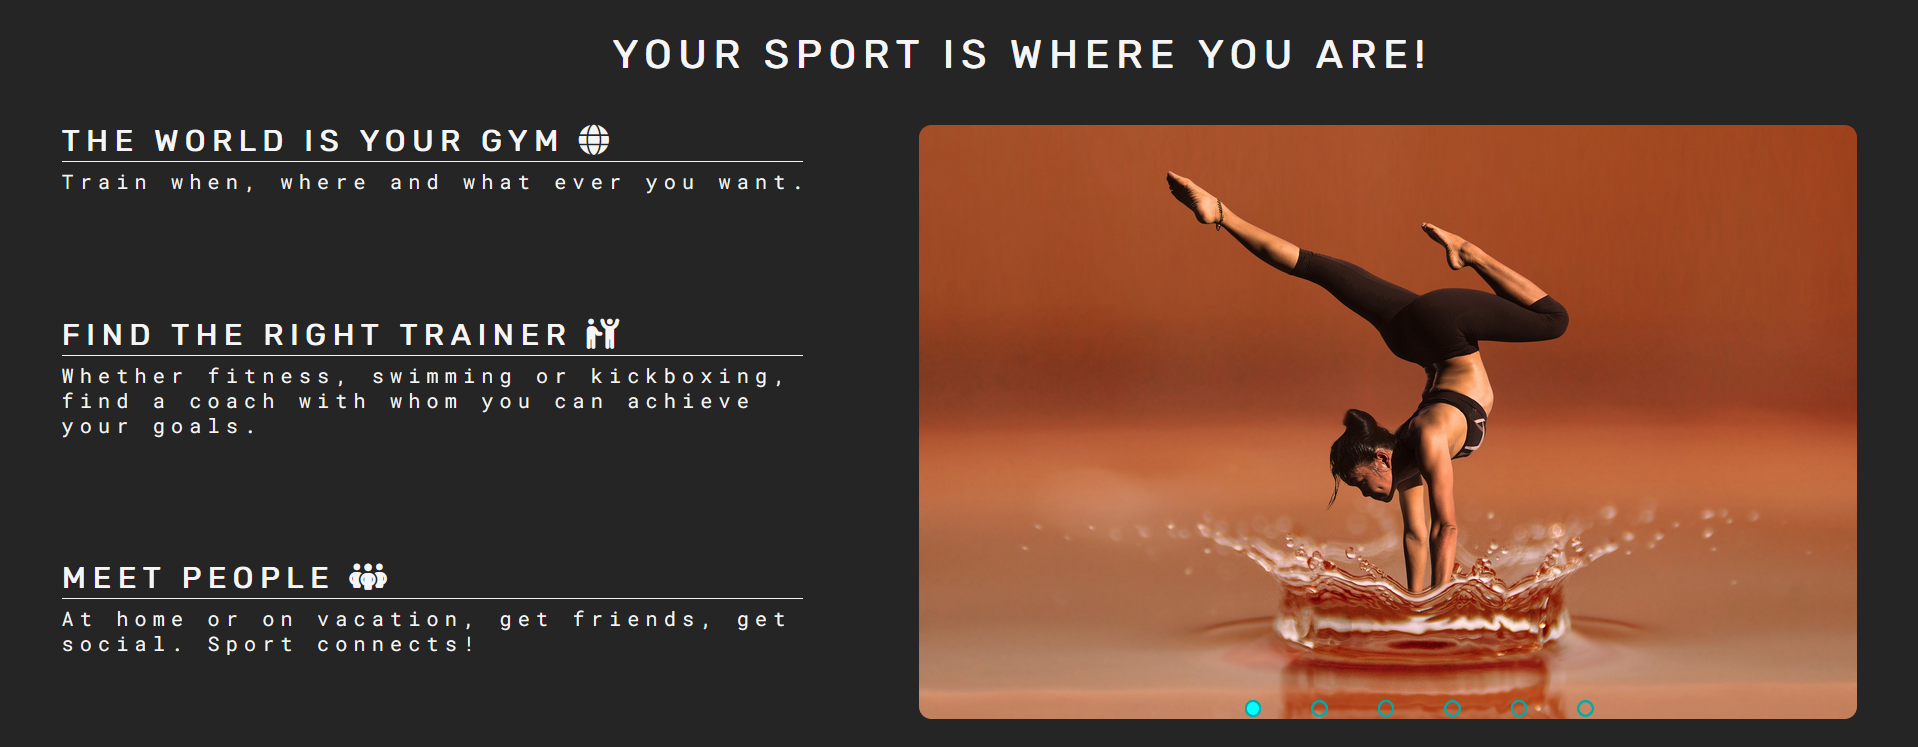 YOUR SPORT IS WHERE YOU ARE!
THE WORLD IS YOUR GYM
Train when, where and what ever you want.
FIND THE RIGHT TRAINER
Whether fitness, swimming or kickboxing,
find a coach with whom you can achieve
your goals.
MEET PEOPLE
At home or on vacation, get friends, get
social. Sport connects!